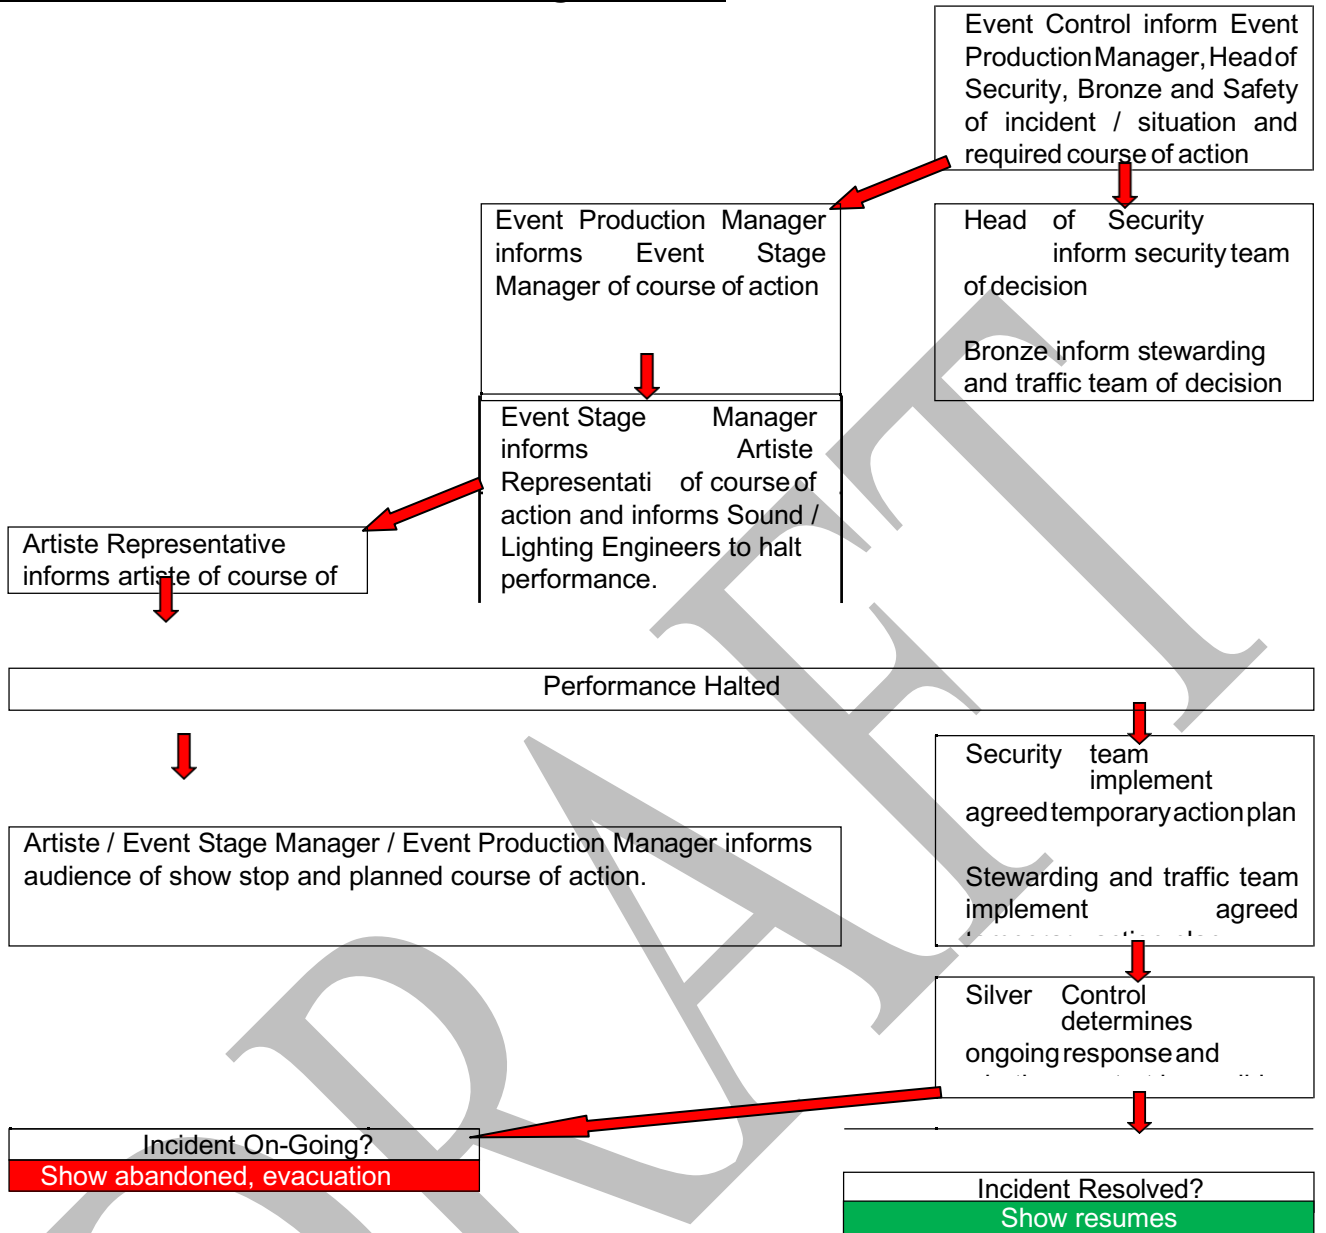 Event Control inform Event
Production Manager, Head of
Security, Bronze and Safety
of incident / situation and
required course of action
Event Production Manager
informs Event Stage
Manager of course of action
Head of Security
inform security team
of decision
Bronze inform stewarding
and traffic team of decision
Event Stage Manager
informs Artiste
Representati of course of
action and informs Sound /
Lighting Engineers to halt
performance.
Artiste Representative
informs artiste of course of
Performance Halted
Artiste / Event Stage Manager / Event Production Manager informs
audience of show stop and planned course of action.
Security team
implement
agreed temporary action plan
Stewarding and traffic team
implement agreed
Silver Control
determines
ongoing response and
Incident On-Going?
Show abandoned, evacuation
Incident Resolved?
Show resumes
DRAFT